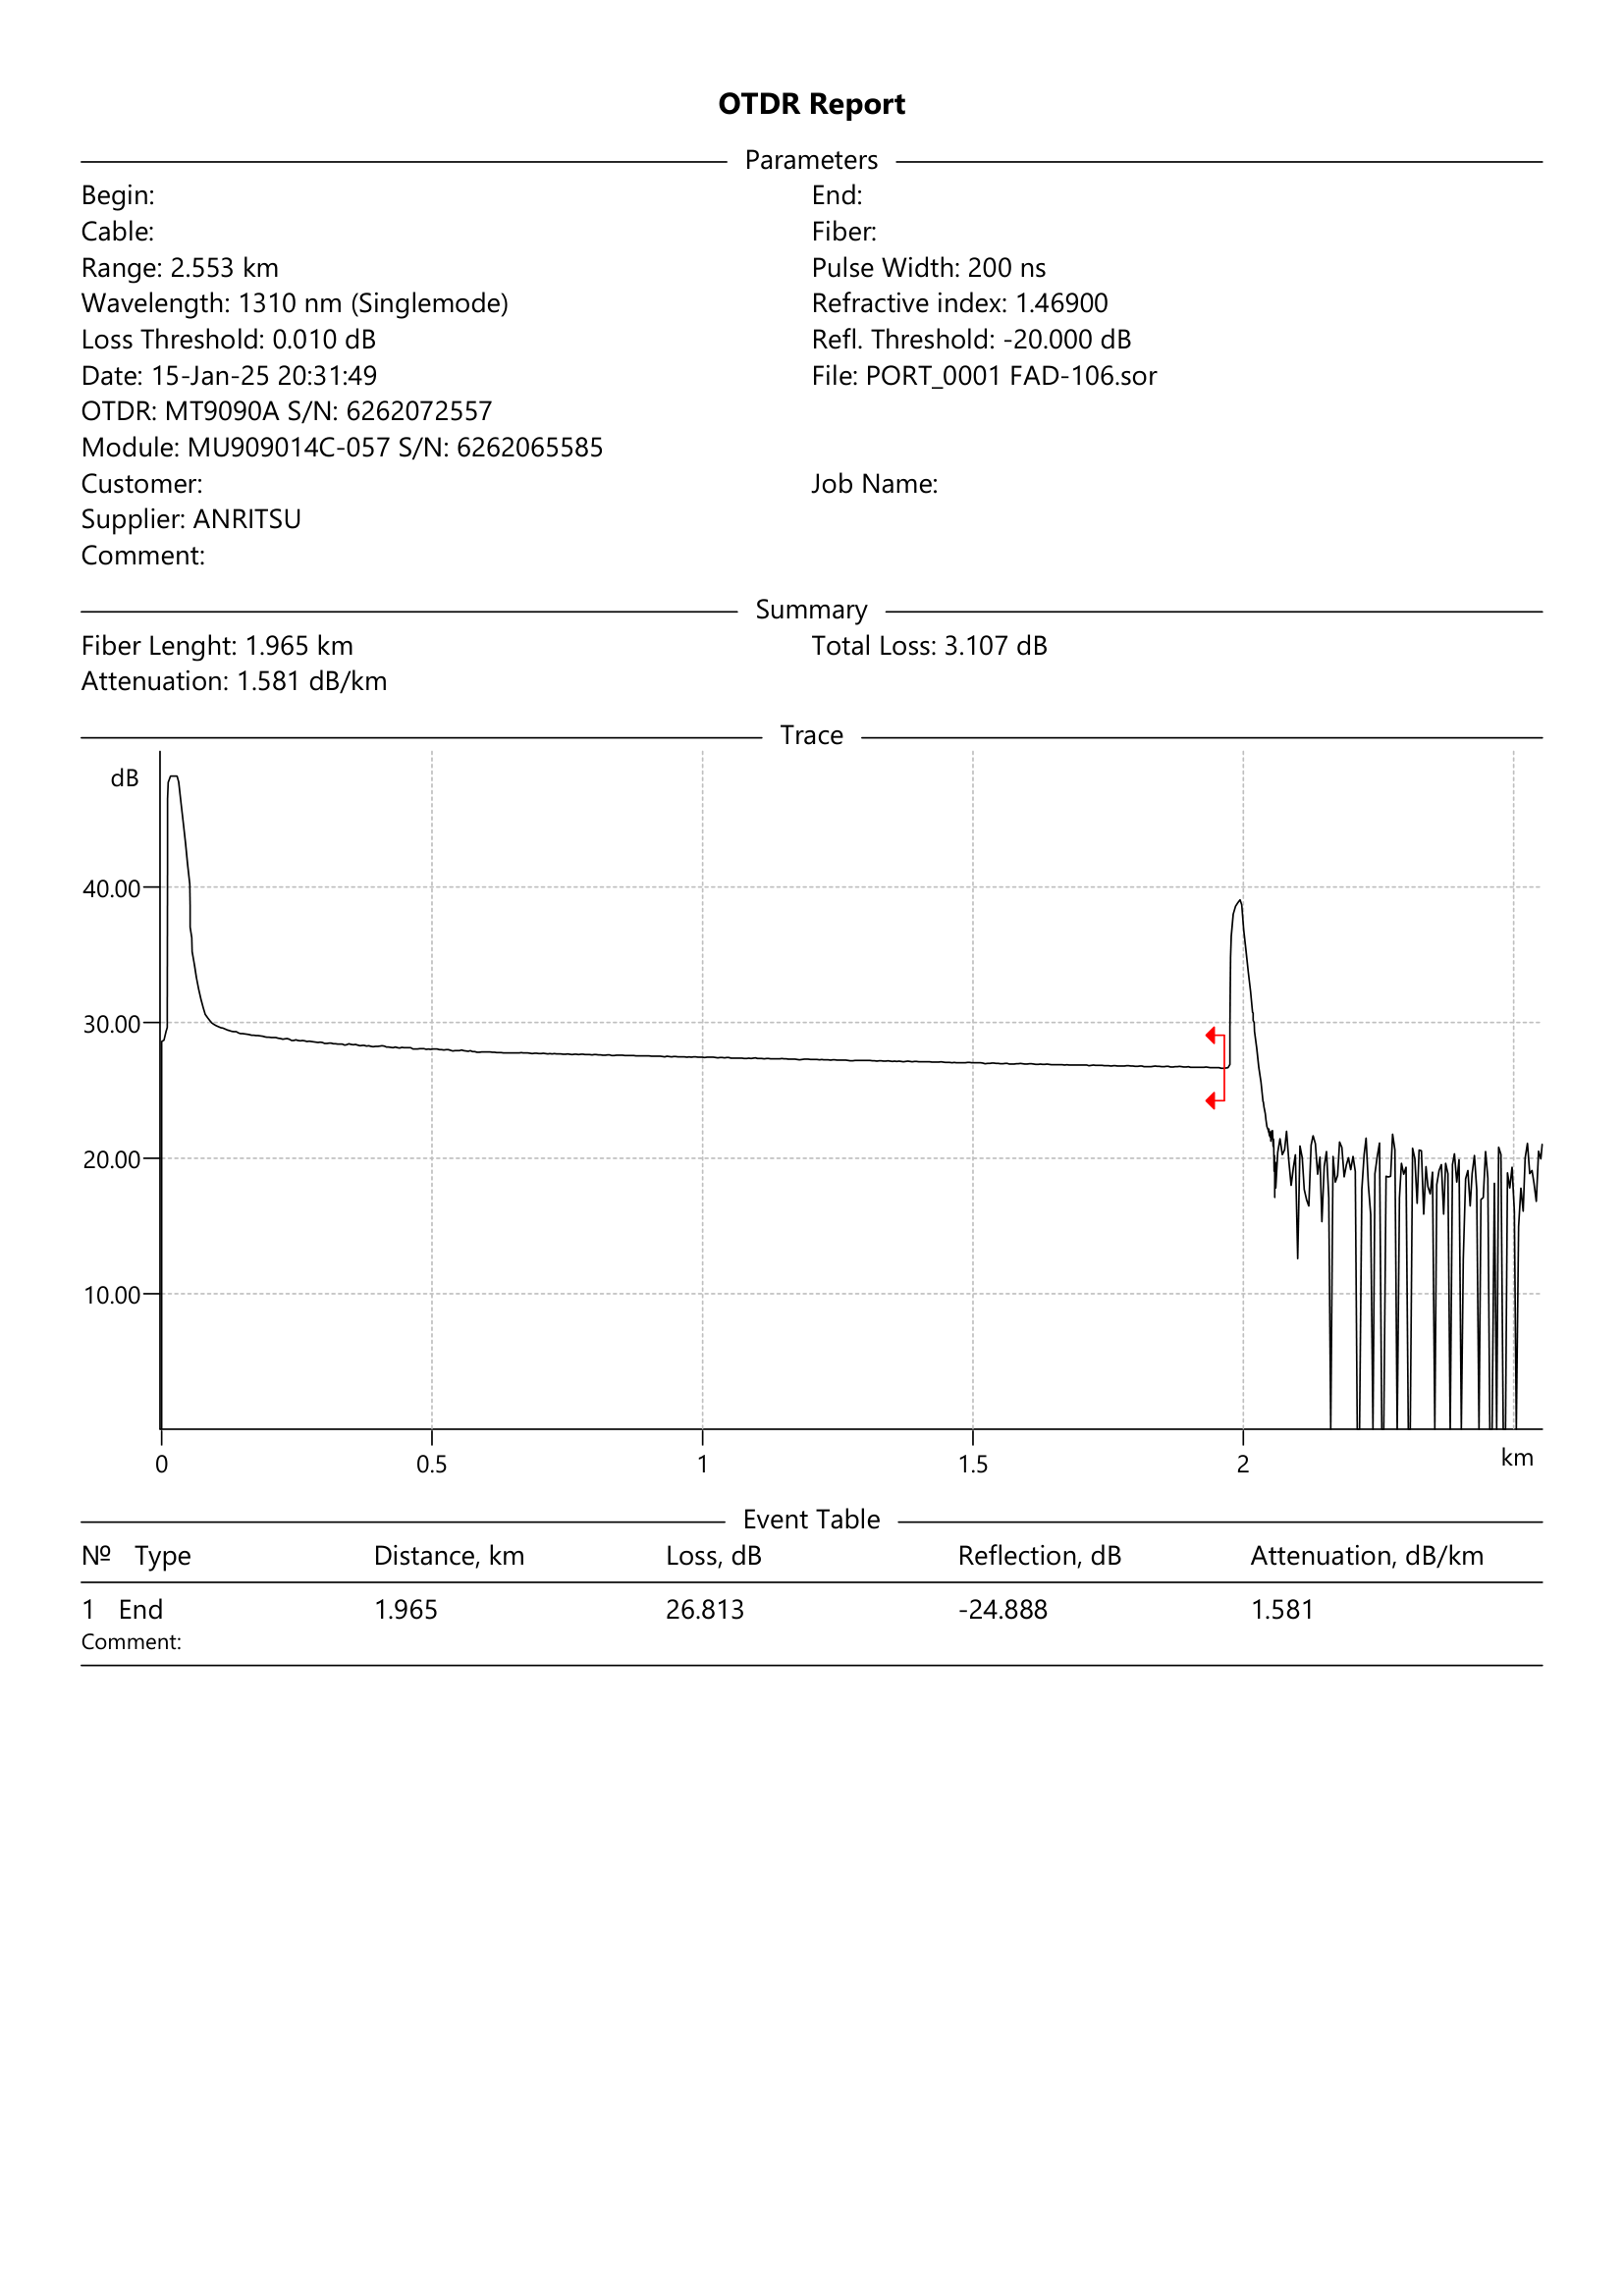 OTDR Report
Parameters
Begin: End:
Cable: Fiber:
Range: 2.553 km Pulse Width: 200 ns
Wavelength: 1310 nm (Singlemode) Refractive index: 1.46900
Loss Threshold: 0.010 dB Refl. Threshold: -20.000 dB
Date: 15-Jan-25 20:31:49 File: PORT_0001 FAD-106.sor
OTDR: MT9090A S/N: 6262072557
Module: MU909014C-057 S/N: 6262065585
Customer: Job Name:
Supplier: ANRITSU
Comment:
Summary
Fiber Lenght: 1.965 km Total Loss: 3.107 dB
Attenuation: 1.581 dB/km
Trace
dB
40.00
30.00
20.00
10.00
0 0.5 1 1.5 2 km
Event Table
Nº Type Distance, km Loss, dB Reflection, dB Attenuation, dB/km
1 End 1.965 26.813 -24.888 1.581
Comment: